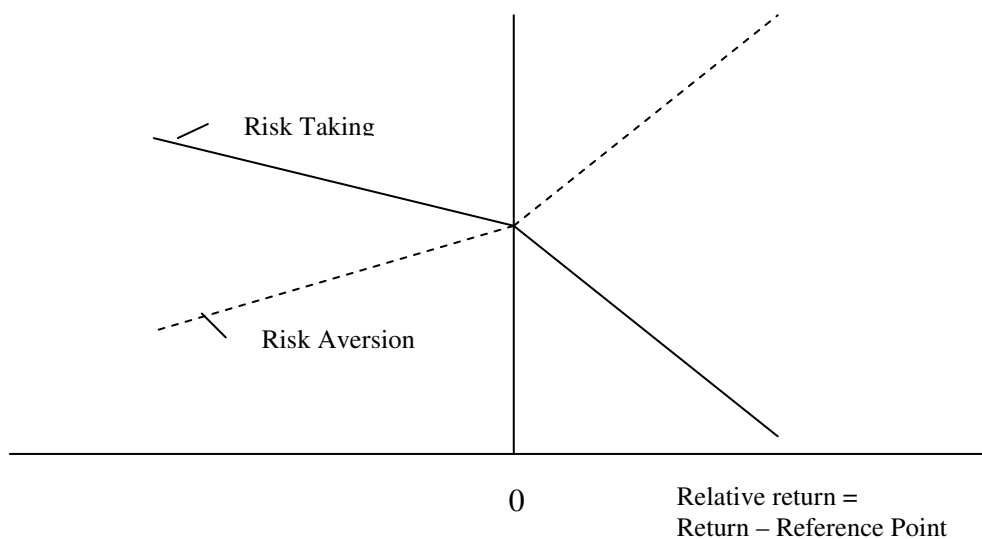 Risk Taking
Risk Aversion
0
Relative return =
Return – Reference Point